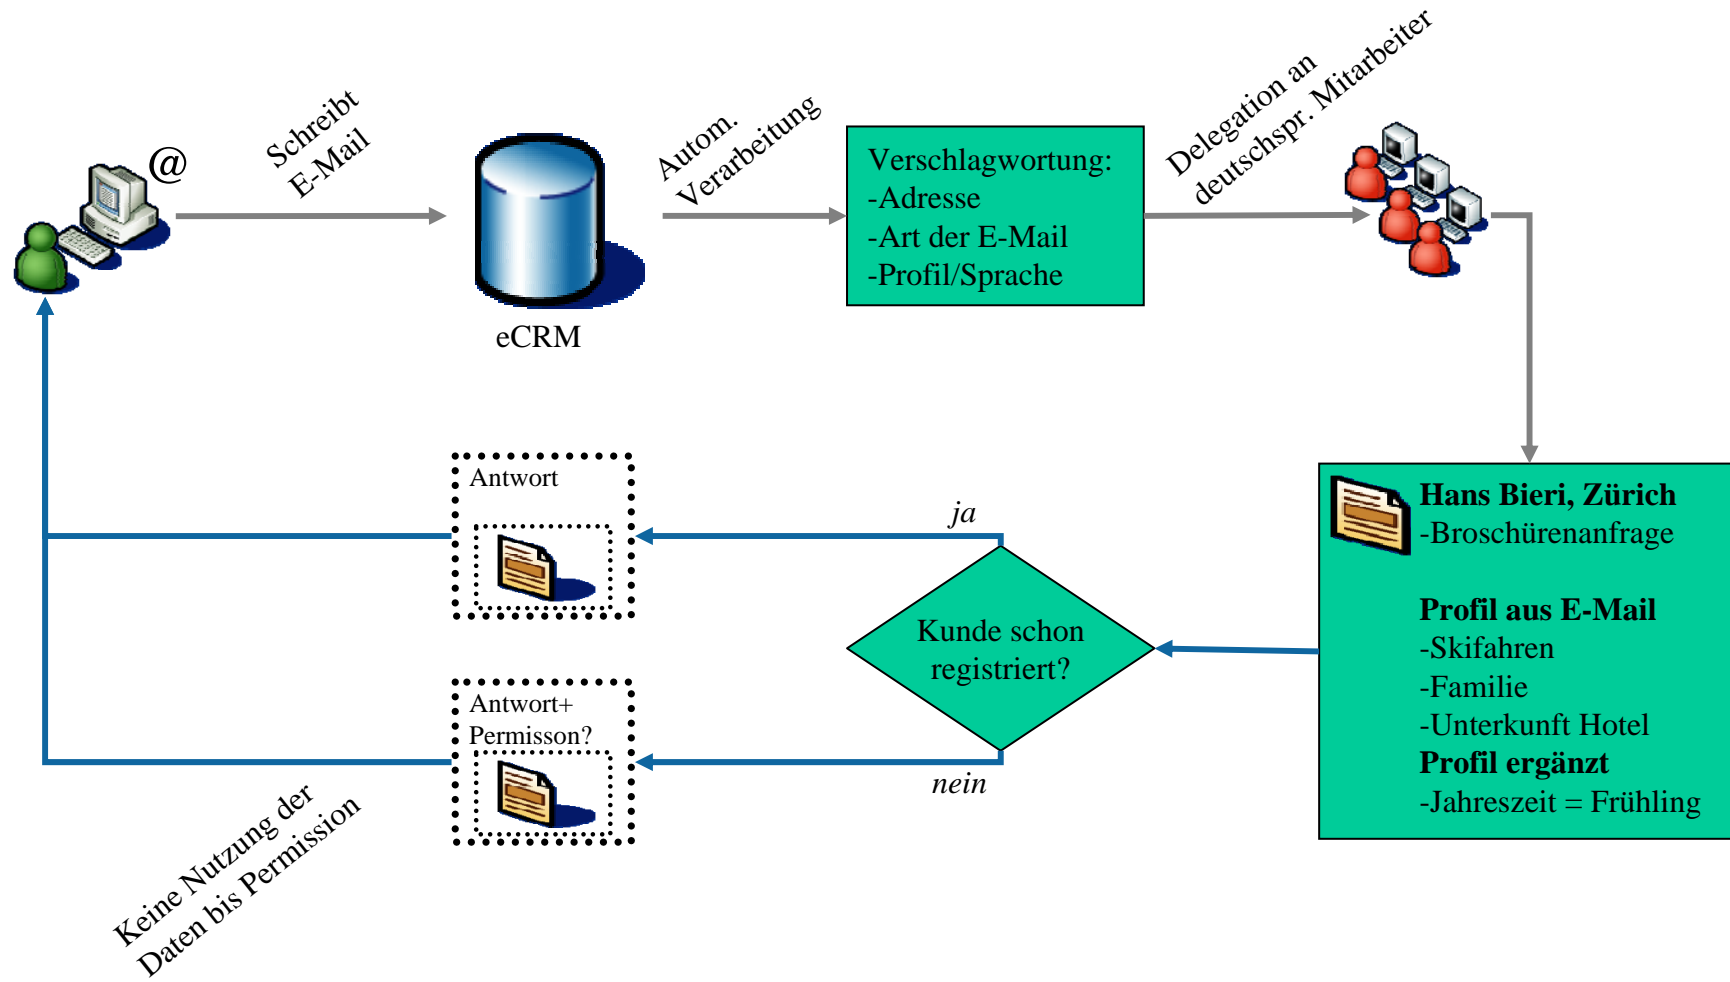 @
Schreibt
E-Mail
eCRM
Autom.
Verarbeitung
Verschlagwortung:
-Adresse
-Art der E-Mail
-Profil/Sprache
Delegation an
deutschspr. Mitarbeiter
Hans Bieri, Zürich
-Broschürenanfrage
Profil aus E-Mail
-Skifahren
-Familie
-Unterkunft Hotel
Profil ergänzt
-Jahreszeit = Frühling
Kunde schon
registriert?
ja
nein
Antwort
Antwort+
Permisson?
Keine Nutzung der
Daten bis Permission